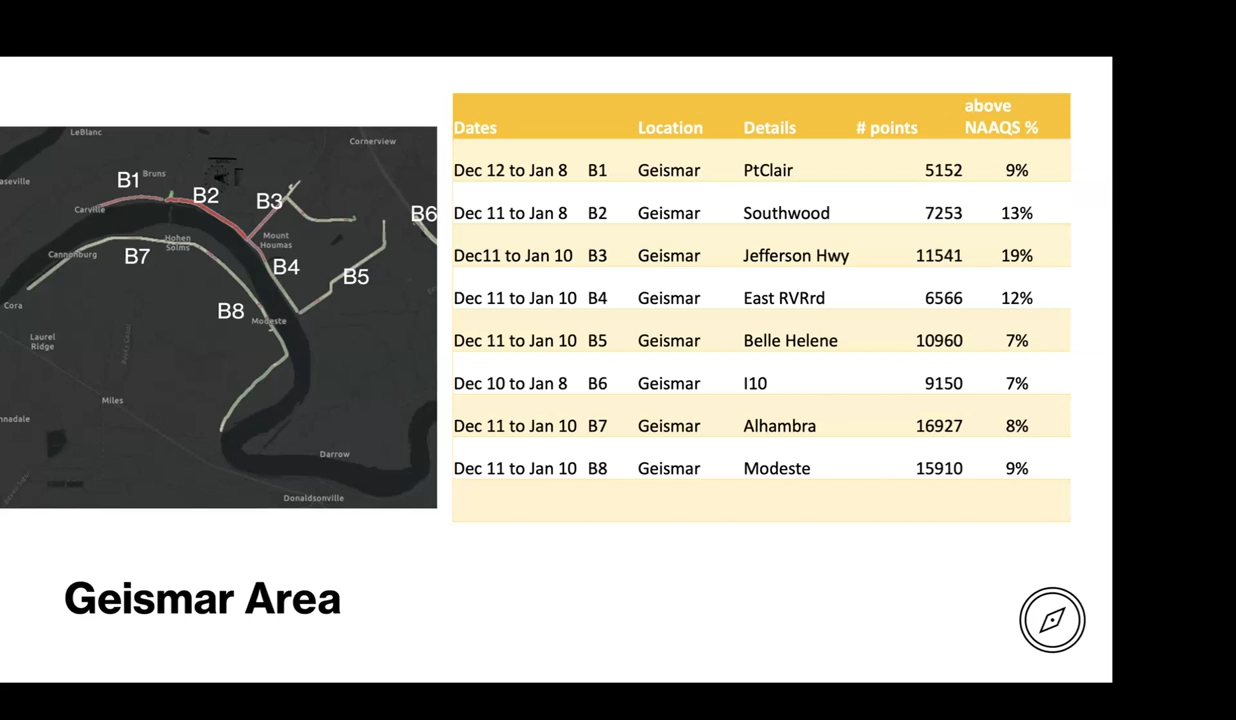 LeBlanc
Cornerview
aseville
Bruns
B1
B2
B3
B6
Carville
Mount
Houmas
Hohen
Solms
Cannonburg
B7
B4
B5
Cora
B8
Modeste
Laurel
Ridge
Miles
nnadale
Darrow
Donaldsonville
Dates Location Details # points above NAAQS %
Dec 12 to Jan 8 B1 Geismar PtClair 5152 9%
Dec 11 to Jan 8 B2 Geismar Southwood 7253 13%
Dec11 to Jan 10 B3 Geismar Jefferson Hwy 11541 19%
Dec 11 to Jan 10 B4 Geismar East RVRrd 6566 12%
Dec 11 to Jan 10 B5 Geismar Belle Helene 10960 7%
Dec 10 to Jan 8 B6 Geismar I10 9150 7%
Dec 11 to Jan 10 B7 Geismar Alhambra 16927 8%
Dec 11 to Jan 10 B8 Geismar Modeste 15910 9%
Geismar Area